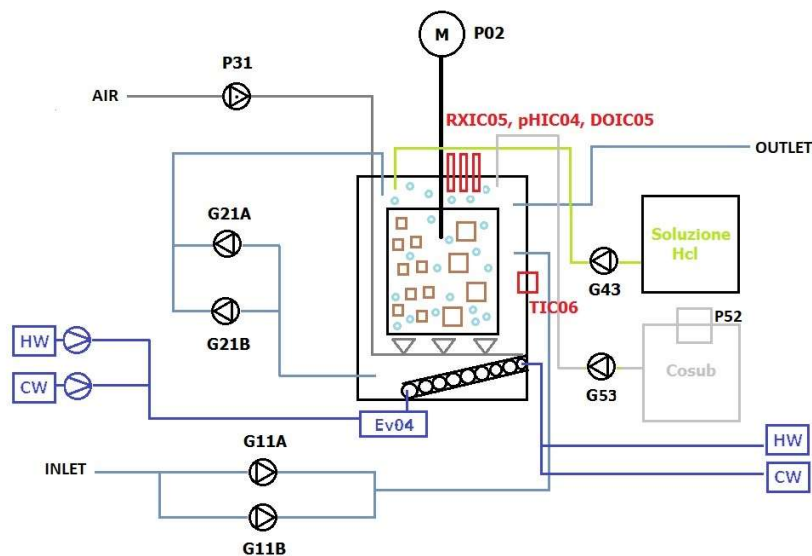 M
P02
P31
AIR
RXIC05, pHIC04, DOIC05
OUTLET
G21A
Soluzione
Hcl
G43
TIC06
P52
G21B
HW
Cosub
CW
G53
Ev04
HW
G11A
INLET
CW
G11B